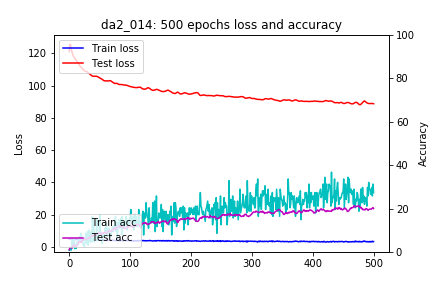 da2_014: 500 epochs loss and accuracy
Train loss
Test loss
Train acc
Test acc
Loss
Accuracy
120
100
80
60
40
20
0
100
80
60
40
20
0
0
100
200
300
400
500